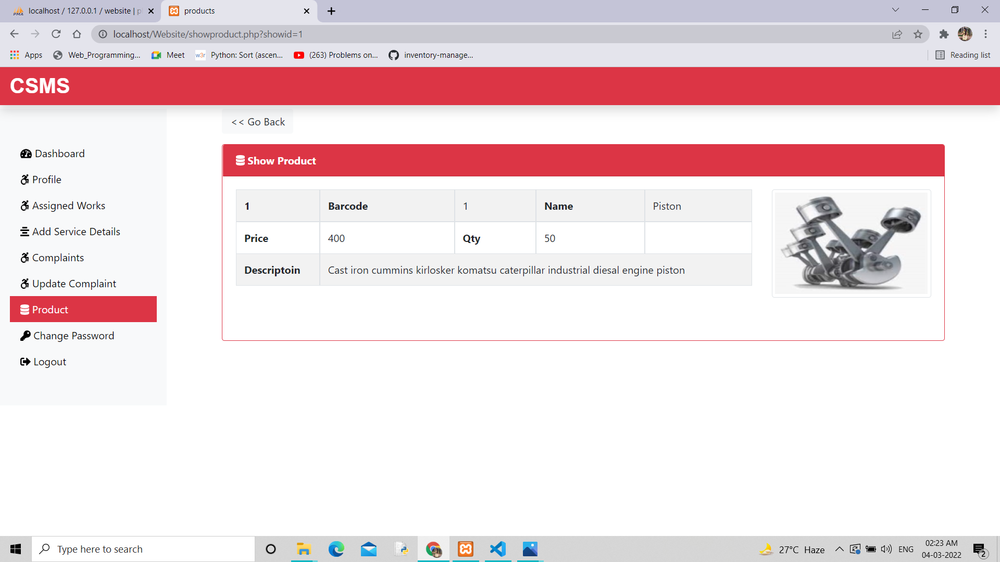 localhost / 127.0.0.1 / website | p
products
localhost/Website/showproduct.php?showid=1
Apps
Web_Programming...
Meet
w3r
Python: Sort (ascen...
(263) Problems on...
inventory-manage...
Reading list
CSMS
<< Go Back
Dashboard
Profile
Assigned Works
Add Service Details
Complaints
Update Complaint
Product
Change Password
Logout
Show Product
1 Barcode 1 Name Piston
Price 400 Qty 50
Descriptoin Cast iron cummins kirlosker komatsu caterpillar industrial diesal engine piston
Type here to search
27°C Haze
ENG
02:23 AM
04-03-2022
2